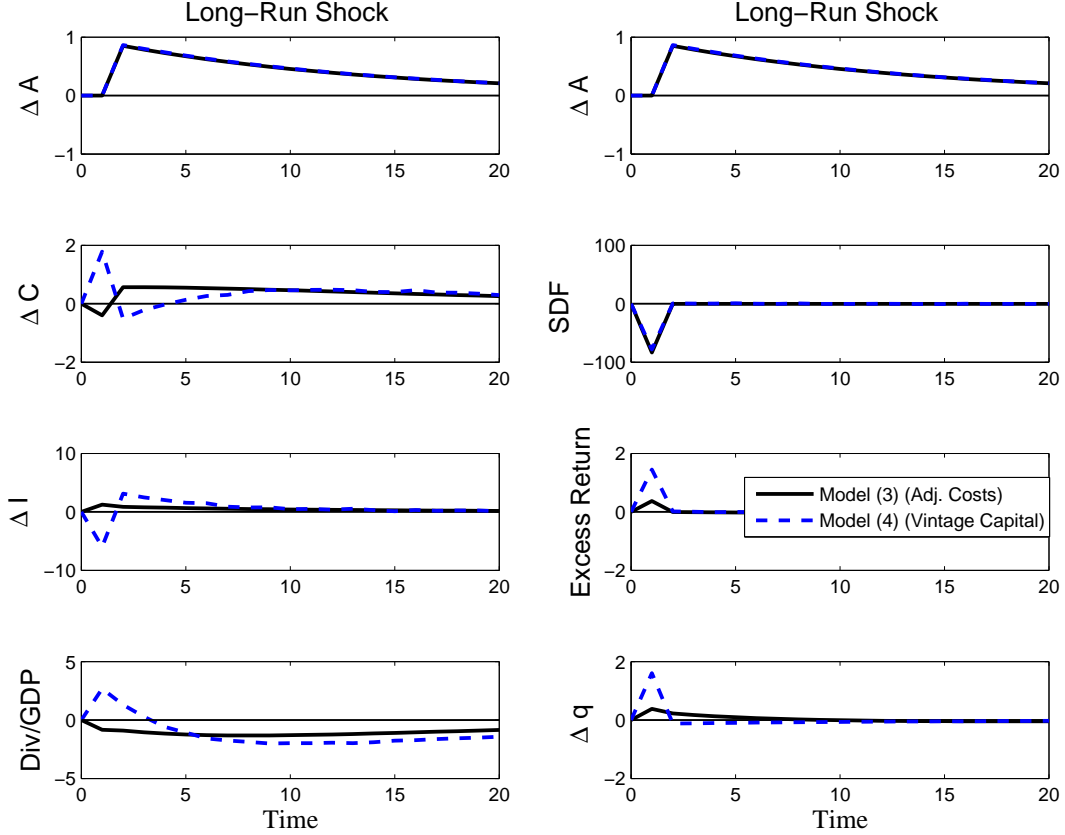 Long−Run Shock
Long−Run Shock
Δ A
1
0
−1
0 5 10 15 20
Δ A
1
0
−1
0 5 10 15 20
Δ C
2
0
−2
0 5 10 15 20
SDF
100
0
−100
0 5 10 15 20
Δ I
10
0
−10
0 5 10 15 20
Excess Return
2
0
−2
0 5 10 15 20
Model (3) (Adj. Costs)
Model (4) (Vintage Capital)
Div/GDP
5
0
−5
0 5 10 15 20
Time
Δ q
2
0
−2
0 5 10 15 20
Time